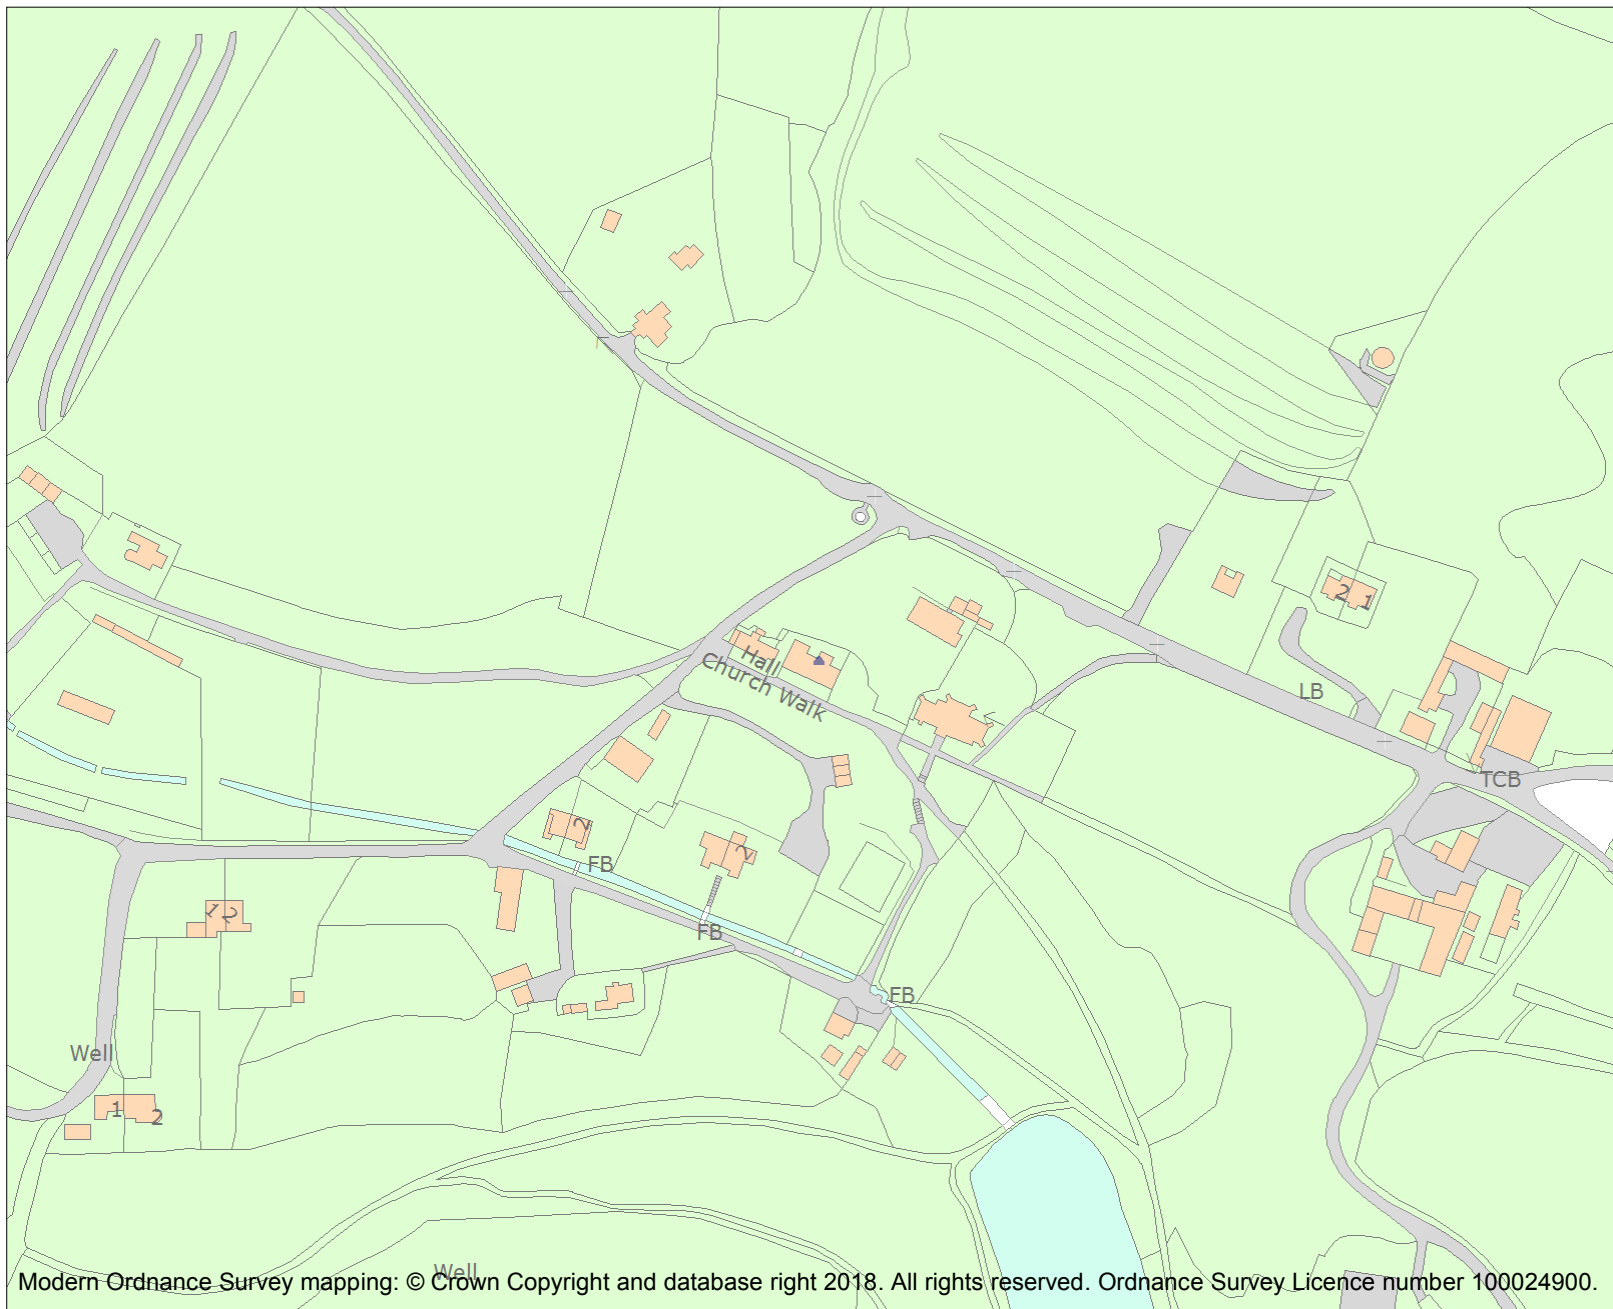 2 1
Hall
Church Walk
LB
TCB
2
2
FB
1 2
FB
FB
Well
1 2
Well
Modern Ordnance Survey mapping: © Crown Copyright and database right 2018. All rights reserved. Ordnance Survey Licence number 100024900.